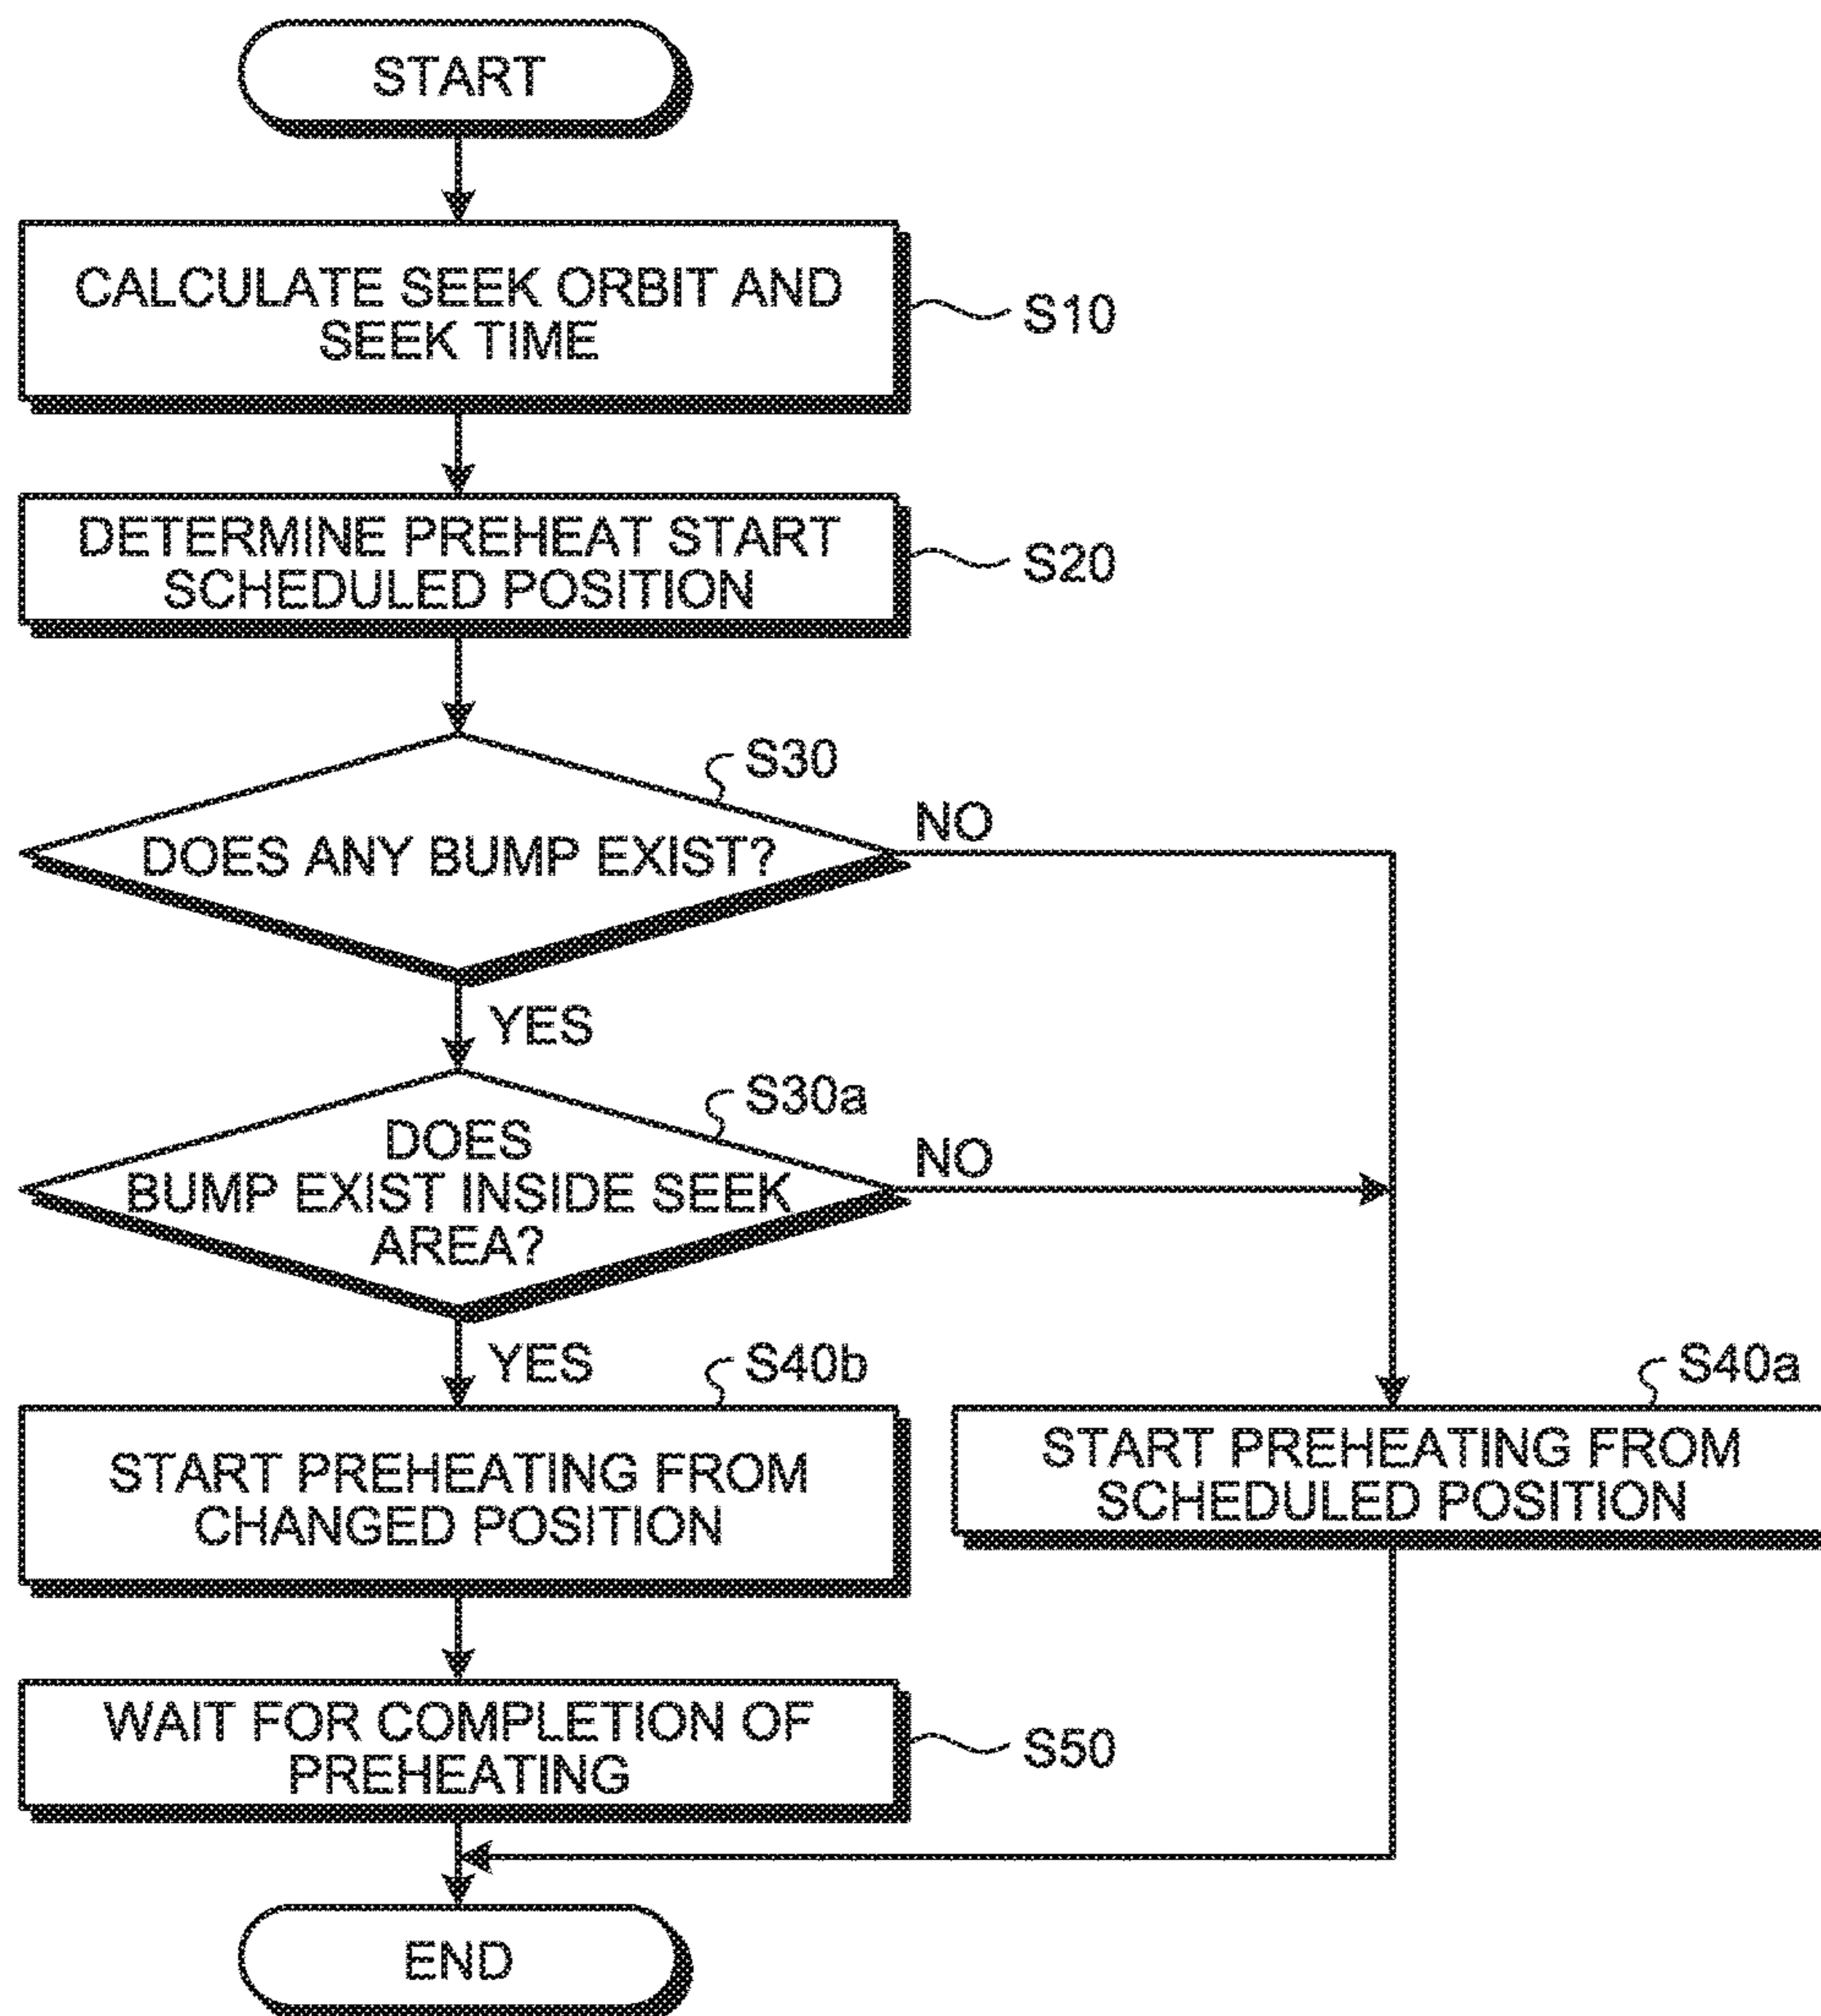 START
CALCULATE SEEK ORBIT AND
SEEK TIME
S10
DETERMINE PREHEAT START
SCHEDULED POSITION
S20
S30
DOES ANY BUMP EXIST?
NO
YES
S30a
DOES
BUMP EXIST INSIDE SEEK
AREA?
NO
YES
S40b
START PREHEATING FROM
CHANGED POSITION
S40a
START PREHEATING FROM
SCHEDULED POSITION
WAIT FOR COMPLETION OF
PREHEATING
S50
END